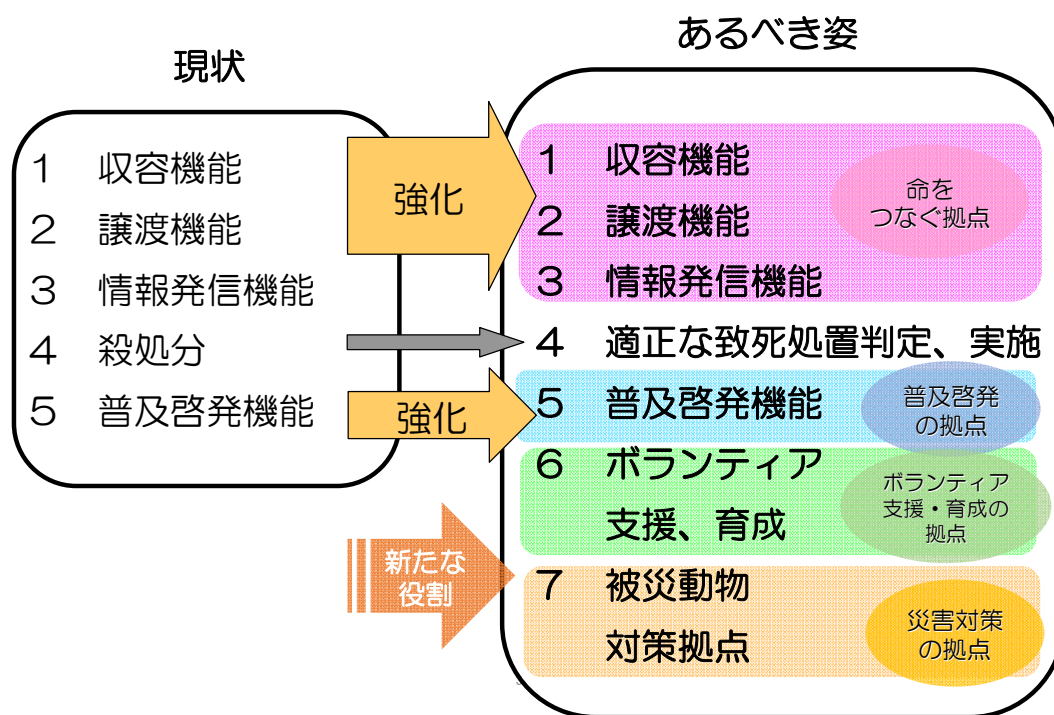 現状
1 収容機能
2 譲渡機能
3 情報発信機能
4 殺処分
5 普及啓発機能
強化
強化
新たな
役割
あるべき姿
1 収容機能
2 譲渡機能
3 情報発信機能
命を
つなぐ拠点
4 適正な致死処置判定、実施
5 普及啓発機能
普及啓発
の拠点
6 ボランティア
支援、育成
ボランティア
支援・育成の
拠点
7 被災動物
対策拠点
災害対策
の拠点